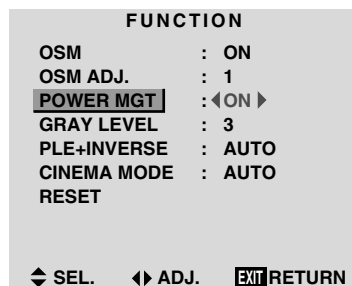 FUNCTION
OSM : ON
OSM ADJ. : 1
POWER MGT : ◀ ON ▶
GRAY LEVEL : 3
PLE+INVERSE : AUTO
CINEMA MODE : AUTO
RESET
SEL. ADJ. EXIT RETURN